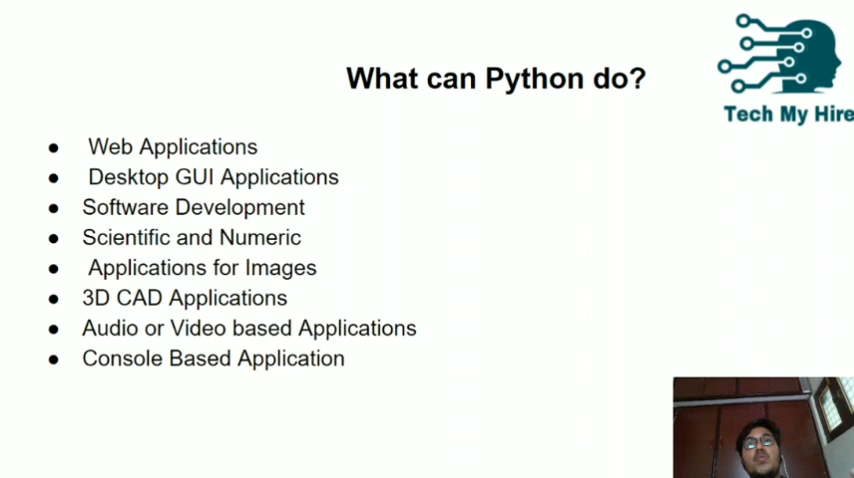 What can Python do?
Tech My Hire
● Web Applications
● Desktop GUI Applications
● Software Development
● Scientific and Numeric
● Applications for Images
● 3D CAD Applications
● Audio or Video based Applications
● Console Based Application